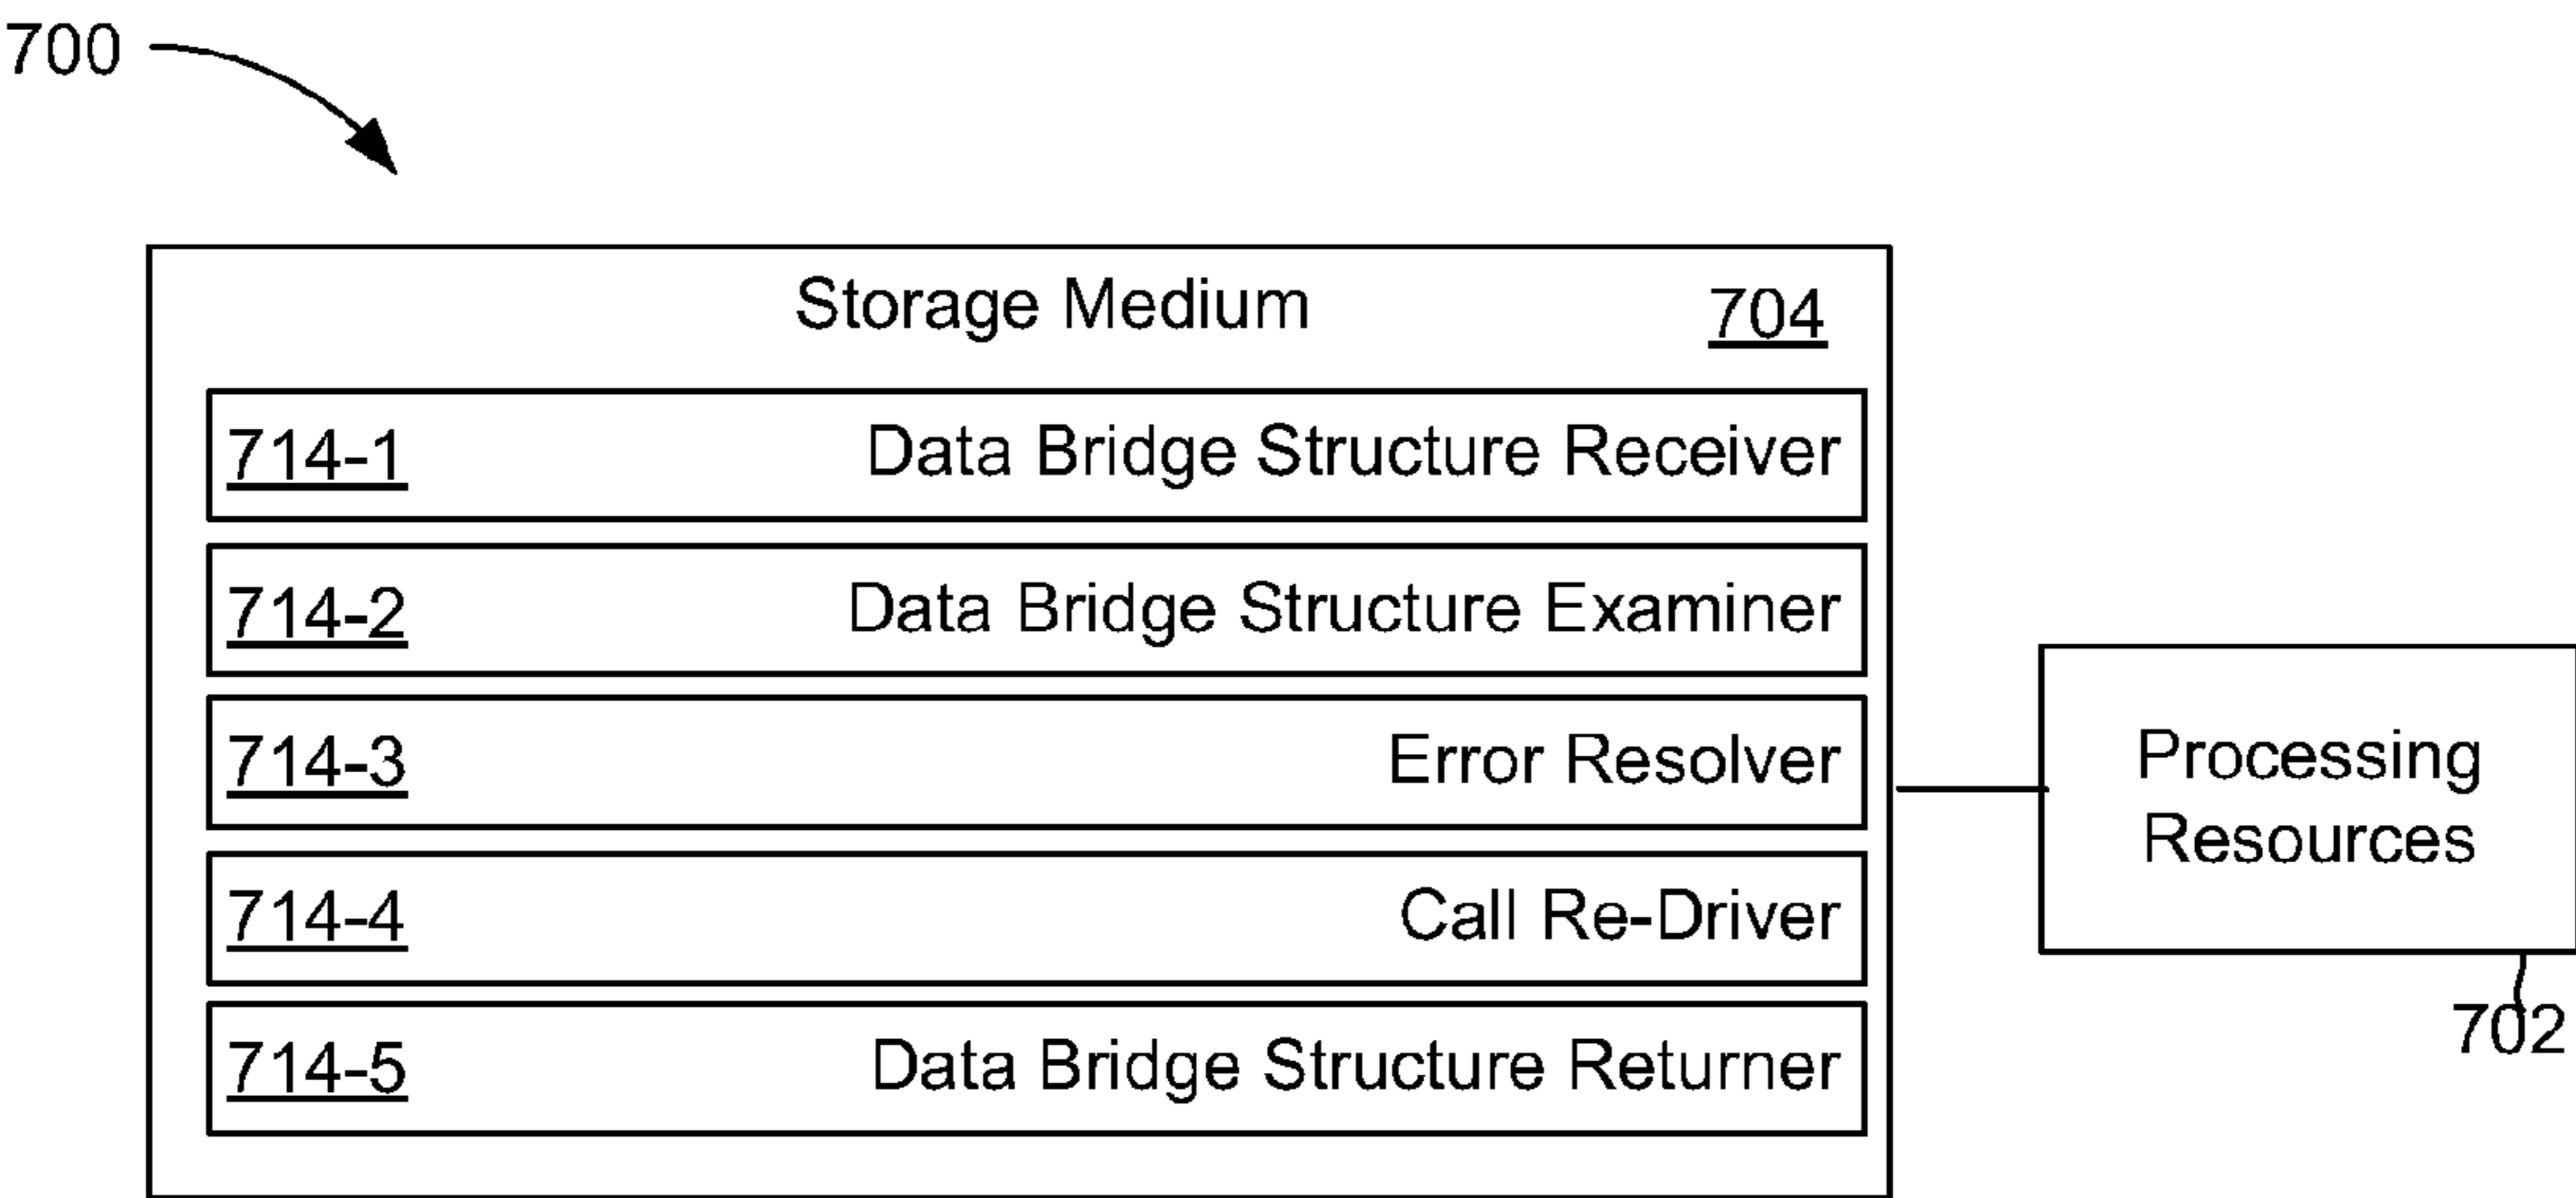 700
Storage Medium 704
714-1 Data Bridge Structure Receiver
714-2 Data Bridge Structure Examiner
714-3 Error Resolver
714-4 Call Re-Driver
714-5 Data Bridge Structure Returner
Processing
Resources
702